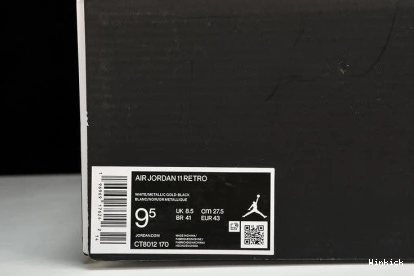 AIR JORDAN 11 RETRO
WHITE/METALLIC GOLD-BLACK
BLANC/NOIR/OR METALLIQUE
9.5
UK 8.5 CM 27.5
BR 41 EUR 43
JORDAN.COM
CT8012 170
Hinkick